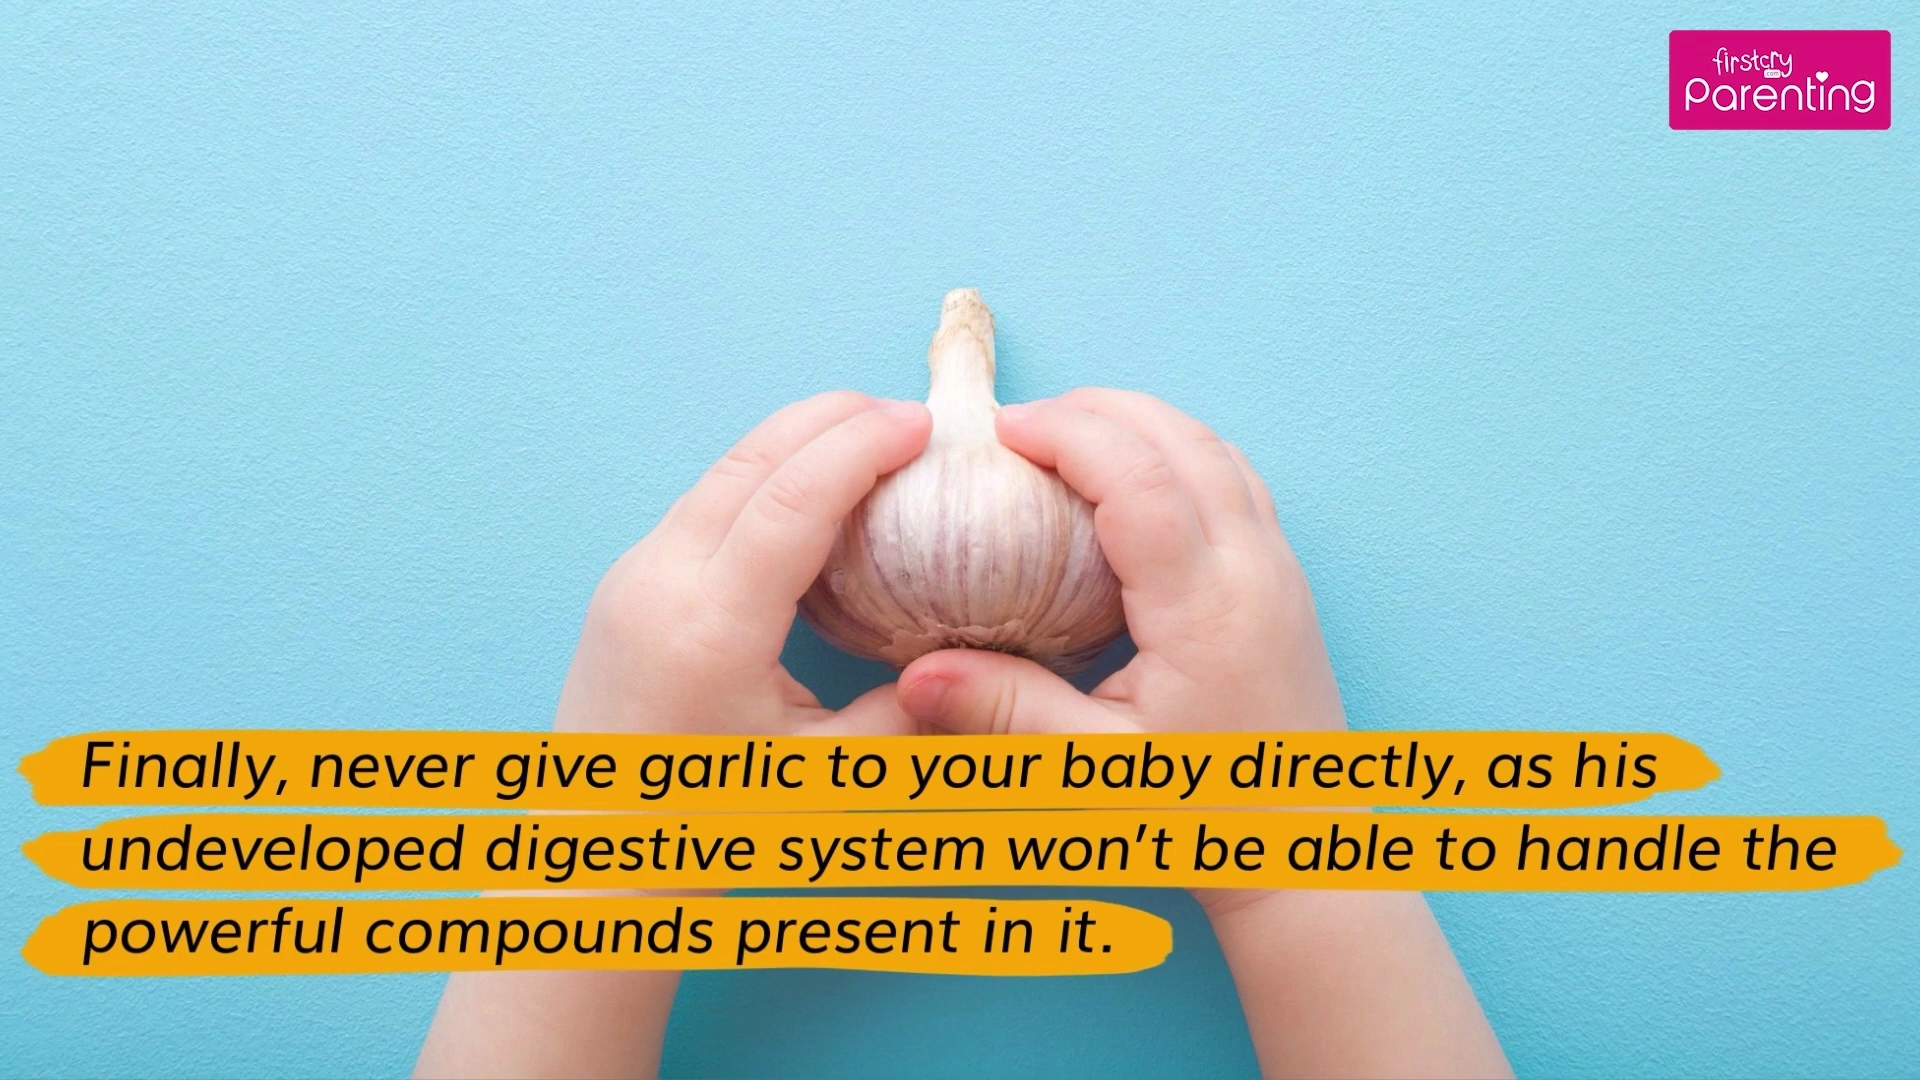 firstcry
.com
Parenting
Finally, never give garlic to your baby directly, as his
undeveloped digestive system won't be able to handle the
powerful compounds present in it.